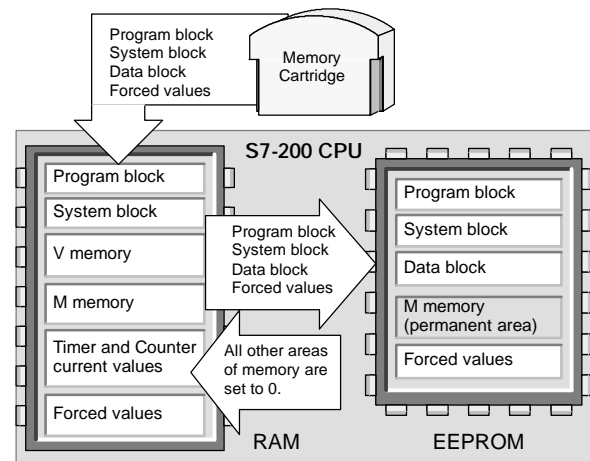 Program block
System block
Data block
Forced values
Memory
Cartridge
S7-200 CPU
Program block
System block
V memory
M memory
Timer and Counter
current values
Forced values
RAM
Program block
System block
Data block
Forced values
All other areas
of memory are
set to 0.
Program block
System block
Data block
M memory
(permanent area)
Forced values
EEPROM